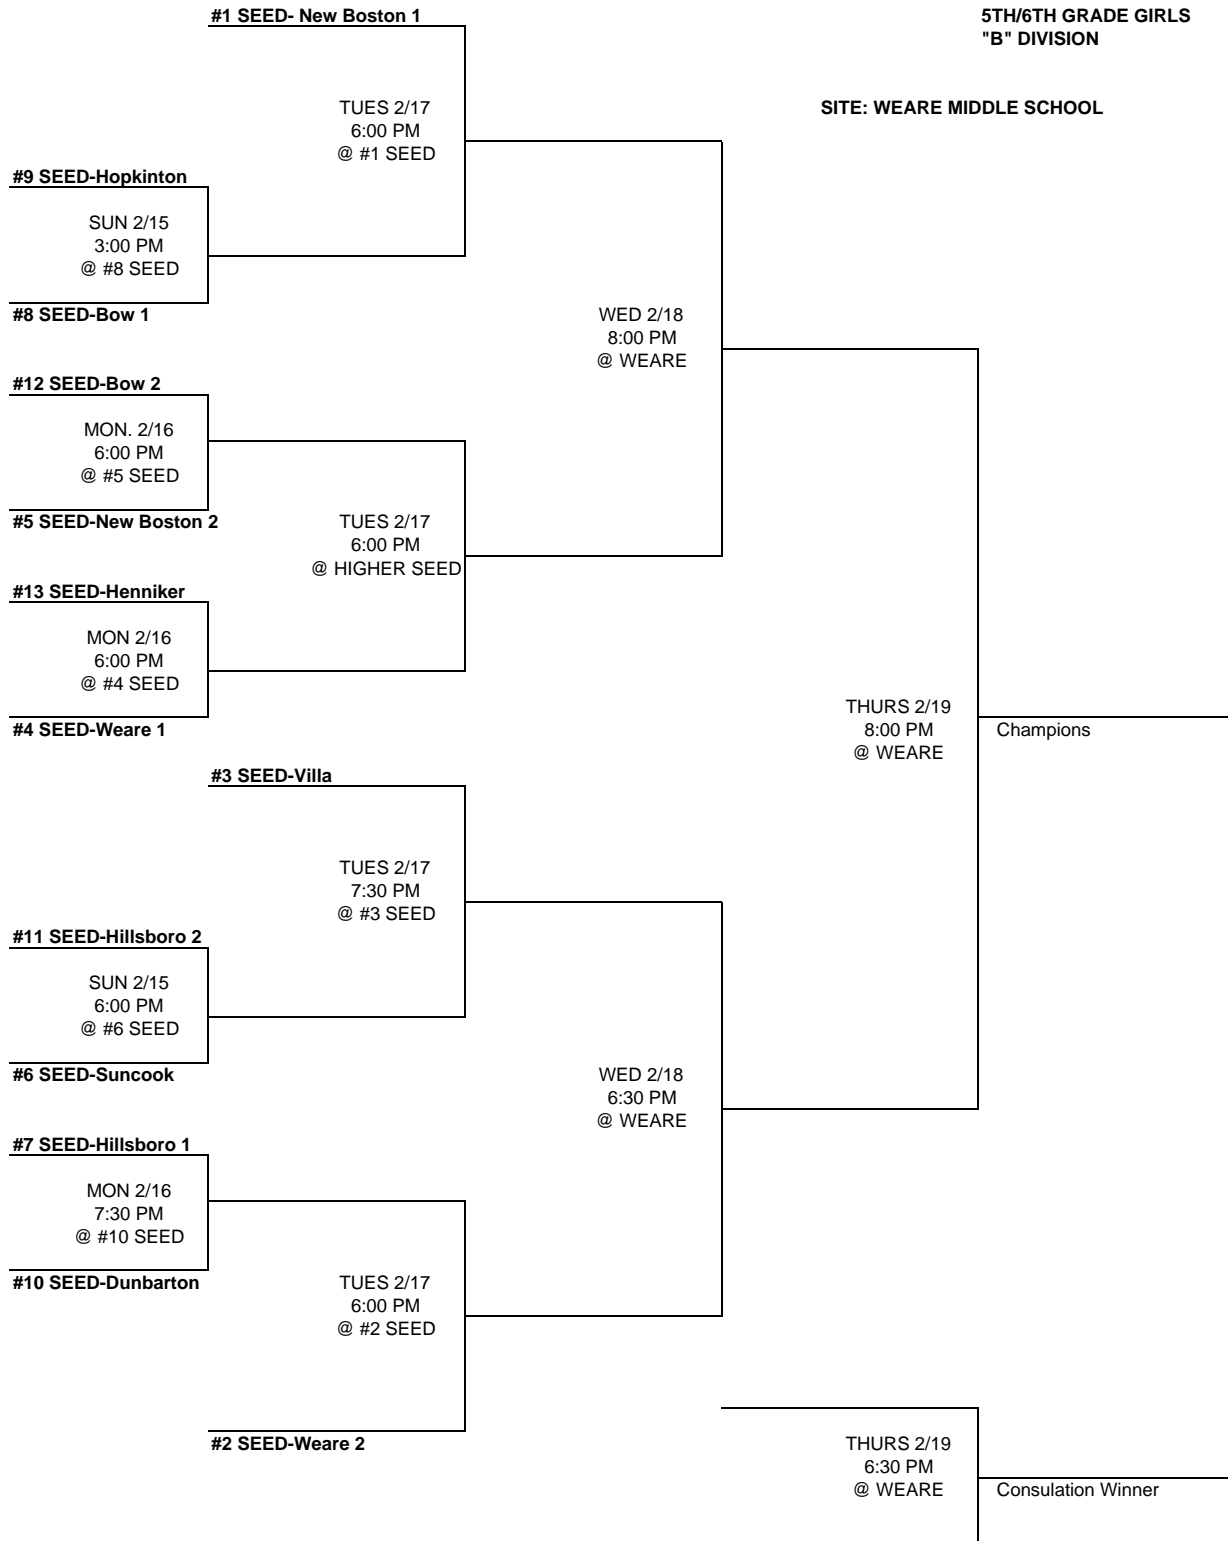 #1 SEED- New Boston 1
5TH/6TH GRADE GIRLS
"B" DIVISION
TUES 2/17
6:00 PM
@ #1 SEED
SITE: WEARE MIDDLE SCHOOL
#9 SEED-Hopkinton
SUN 2/15
3:00 PM
@ #8 SEED
#8 SEED-Bow 1
WED 2/18
8:00 PM
@ WEARE
#12 SEED-Bow 2
MON. 2/16
6:00 PM
@ #5 SEED
#5 SEED-New Boston 2
TUES 2/17
6:00 PM
@ HIGHER SEED
#13 SEED-Henniker
MON 2/16
6:00 PM
@ #4 SEED
#4 SEED-Weare 1
THURS 2/19
8:00 PM
@ WEARE
Champions
#3 SEED-Villa
TUES 2/17
7:30 PM
@ #3 SEED
#11 SEED-Hillsboro 2
SUN 2/15
6:00 PM
@ #6 SEED
#6 SEED-Suncook
WED 2/18
6:30 PM
@ WEARE
#7 SEED-Hillsboro 1
MON 2/16
7:30 PM
@ #10 SEED
#10 SEED-Dunbarton
TUES 2/17
6:00 PM
@ #2 SEED
#2 SEED-Weare 2
THURS 2/19
6:30 PM
@ WEARE
Consulation Winner